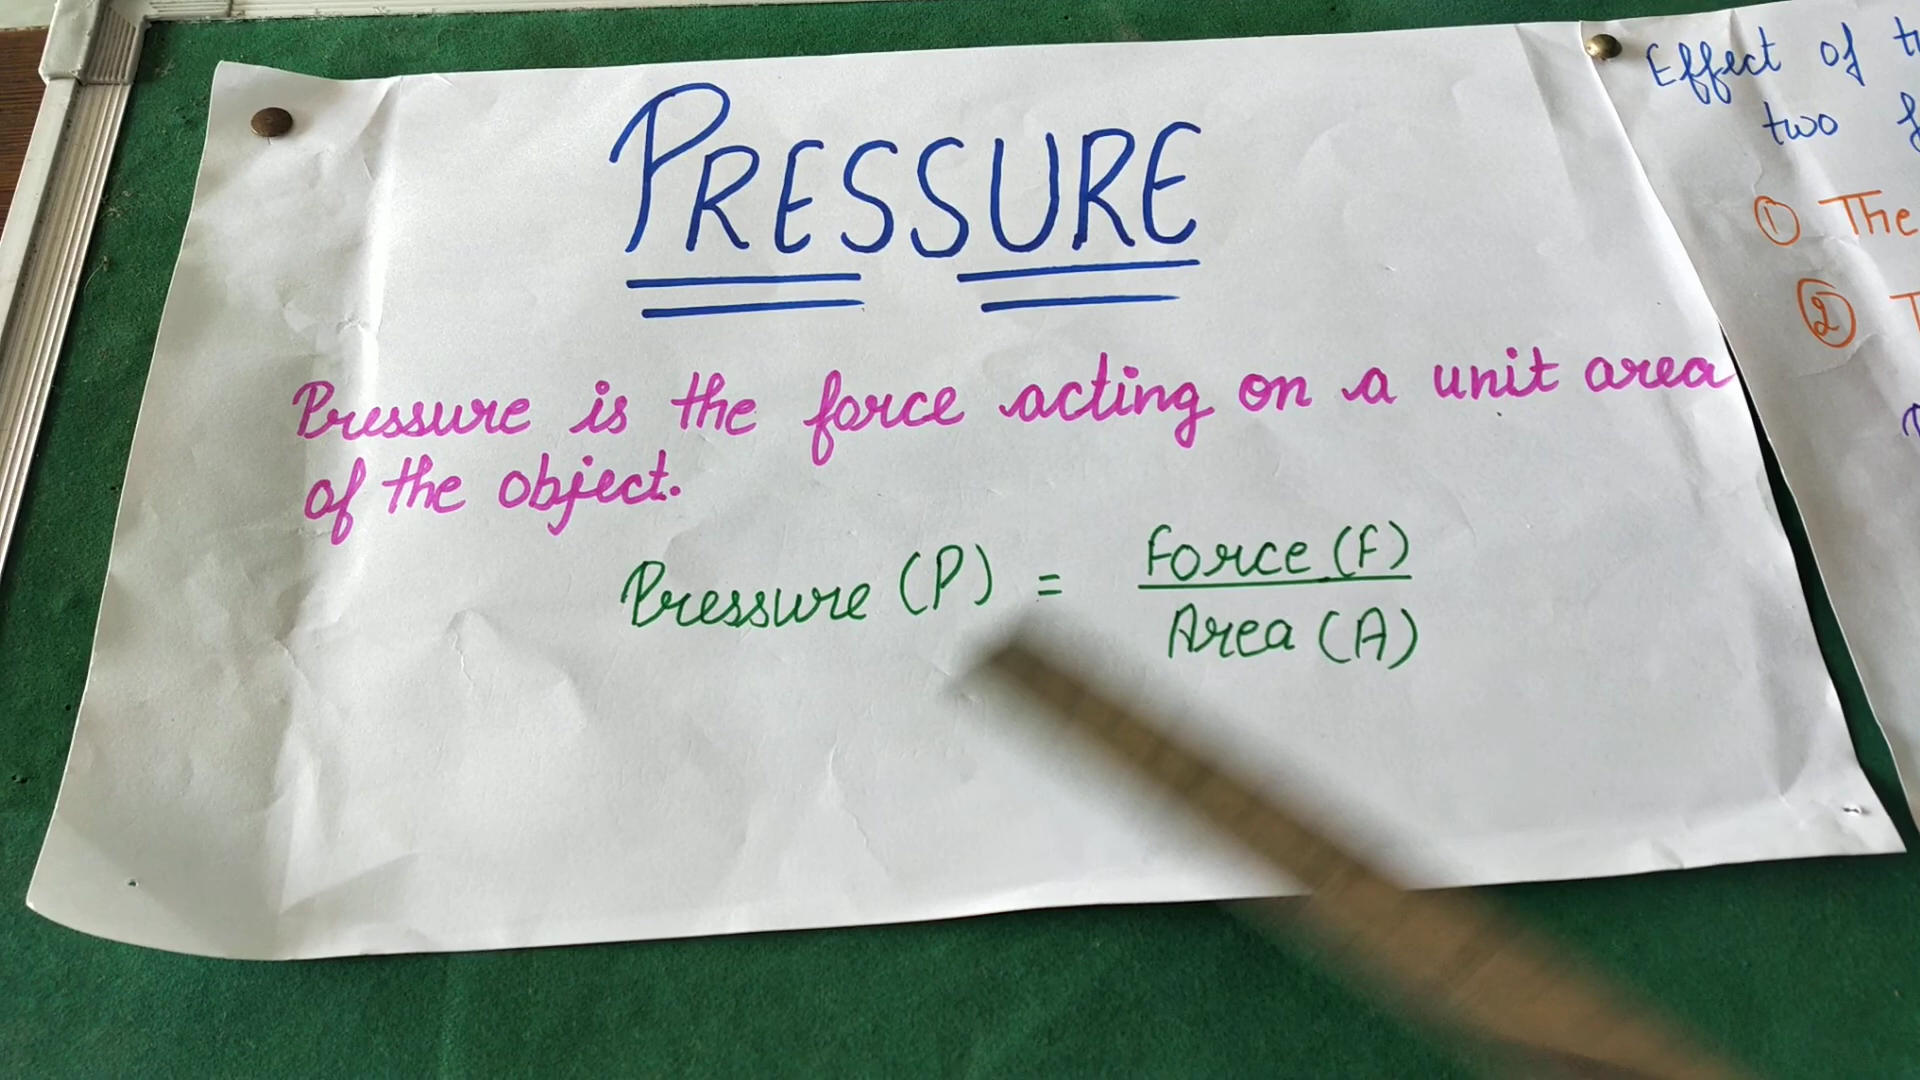 PRESSURE
Pressure is the force acting on a unit area
of the object.
Pressure (P) = Force (F) / Area (A)
Effect of
two
① The
②